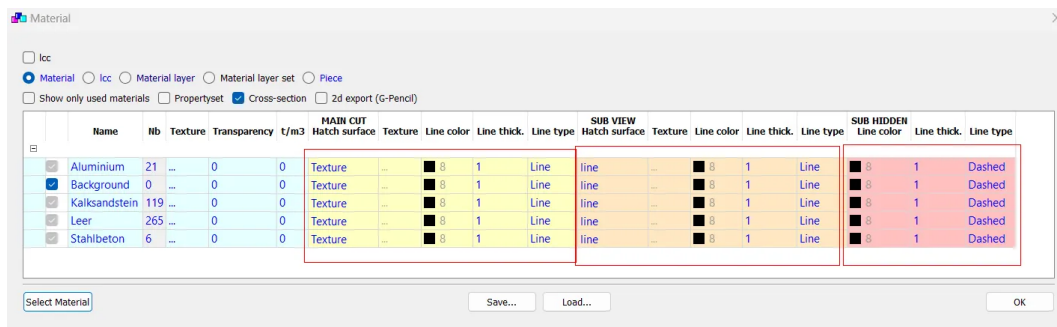 Material
lcc
Material lcc Material layer Material layer set Piece
Show only used materials Propertyset Cross-section 2d export (G-Pencil)
MAIN CUT SUB VIEW SUB HIDDEN
Name Nb Texture Transparency t/m3 Hatch surface Texture Line color Line thick. Line type Hatch surface Texture Line color Line thick. Line type Line color Line thick. Line type
Aluminium 21 ... 0 0 Texture ... 8 1 Line line ... 8 1 Line 8 1 Dashed
Background 0 ... 0 0 Texture ... 8 1 Line line ... 8 1 Line 8 1 Dashed
Kalksandstein 119 ... 0 0 Texture ... 8 1 Line line ... 8 1 Line 8 1 Dashed
Leer 265 ... 0 0 Texture ... 8 1 Line line ... 8 1 Line 8 1 Dashed
Stahlbeton 6 ... 0 0 Texture ... 8 1 Line line ... 8 1 Line 8 1 Dashed
Select Material Save... Load... OK